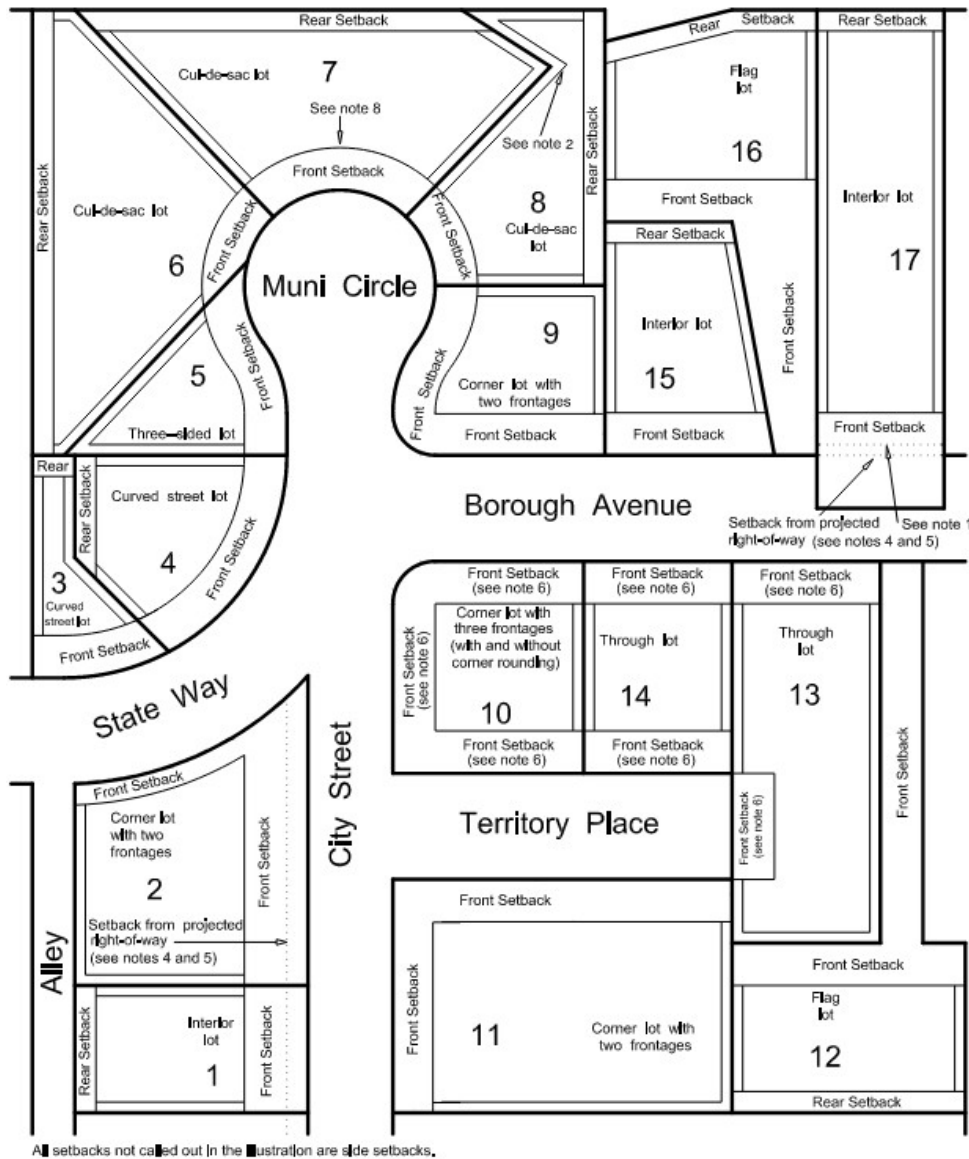 Rear Setback
Rear Setback
Rear Setback
Cul-de-sac lot
7
See note 8
Flag
lot
See note 2
16
Front Setback
Rear Setback
Rear Setback
Cul-de-sac lot
6
Front Setback
Front Setback
8
Cul-de-sac
lot
Front Setback
Rear Setback
Interior lot
17
Muni Circle
5
Front Setback
Three-sided lot
9
Corner lot with
two frontages
Front Setback
Front Setback
Interior lot
15
Front Setback
Front Setback
Front Setback
Rear
Rear Setback
Curved street lot
4
Front Setback
3
Curved
street lot
Front Setback
Borough Avenue
Setback from projected
right-of-way (see notes 4 and 5)
See note 1
Front Setback
(see note 6)
Front Setback
(see note 6)
Front Setback
(see note 6)
Front Setback
(see note 6)
Corner lot with
three frontages
(with and without
corner rounding)
10
Through lot
14
Through
lot
13
Front Setback
(see note 6)
Front Setback
(see note 6)
Front Setback
State Way
City Street
Territory Place
Front Setback
(see note 6)
Front Setback
Corner lot
with two
frontages
2
Front Setback
Setback from projected
right-of-way
(see notes 4 and 5)
Alley
Front Setback
Front Setback
11
Corner lot with
two frontages
Front Setback
Flag
lot
12
Rear Setback
Rear Setback
Interior
lot
1
Front Setback
All setbacks not called out in the illustration are side setbacks.